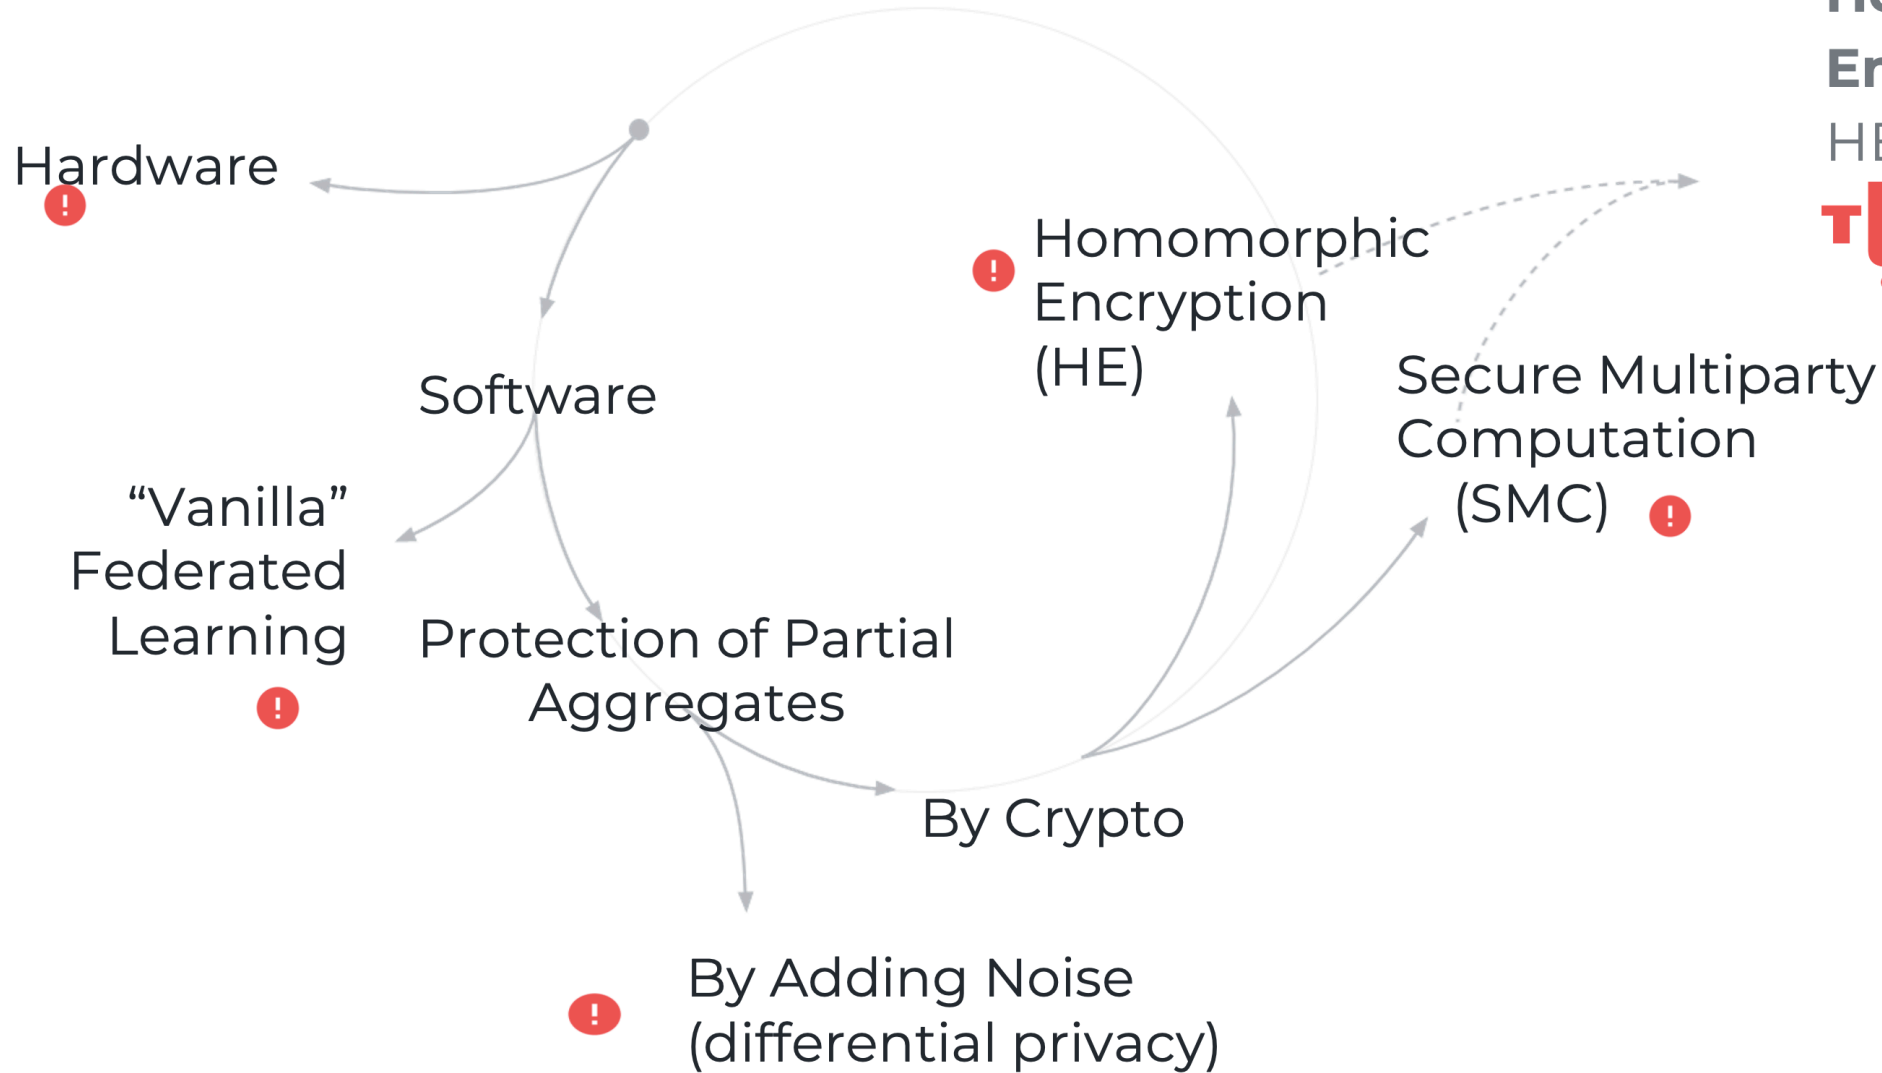 Hardware
Software
“Vanilla”
Federated
Learning
Protection of Partial
Aggregates
By Crypto
By Adding Noise
(differential privacy)
Homomorphic
Encryption
(HE)
Secure Multiparty
Computation
(SMC)